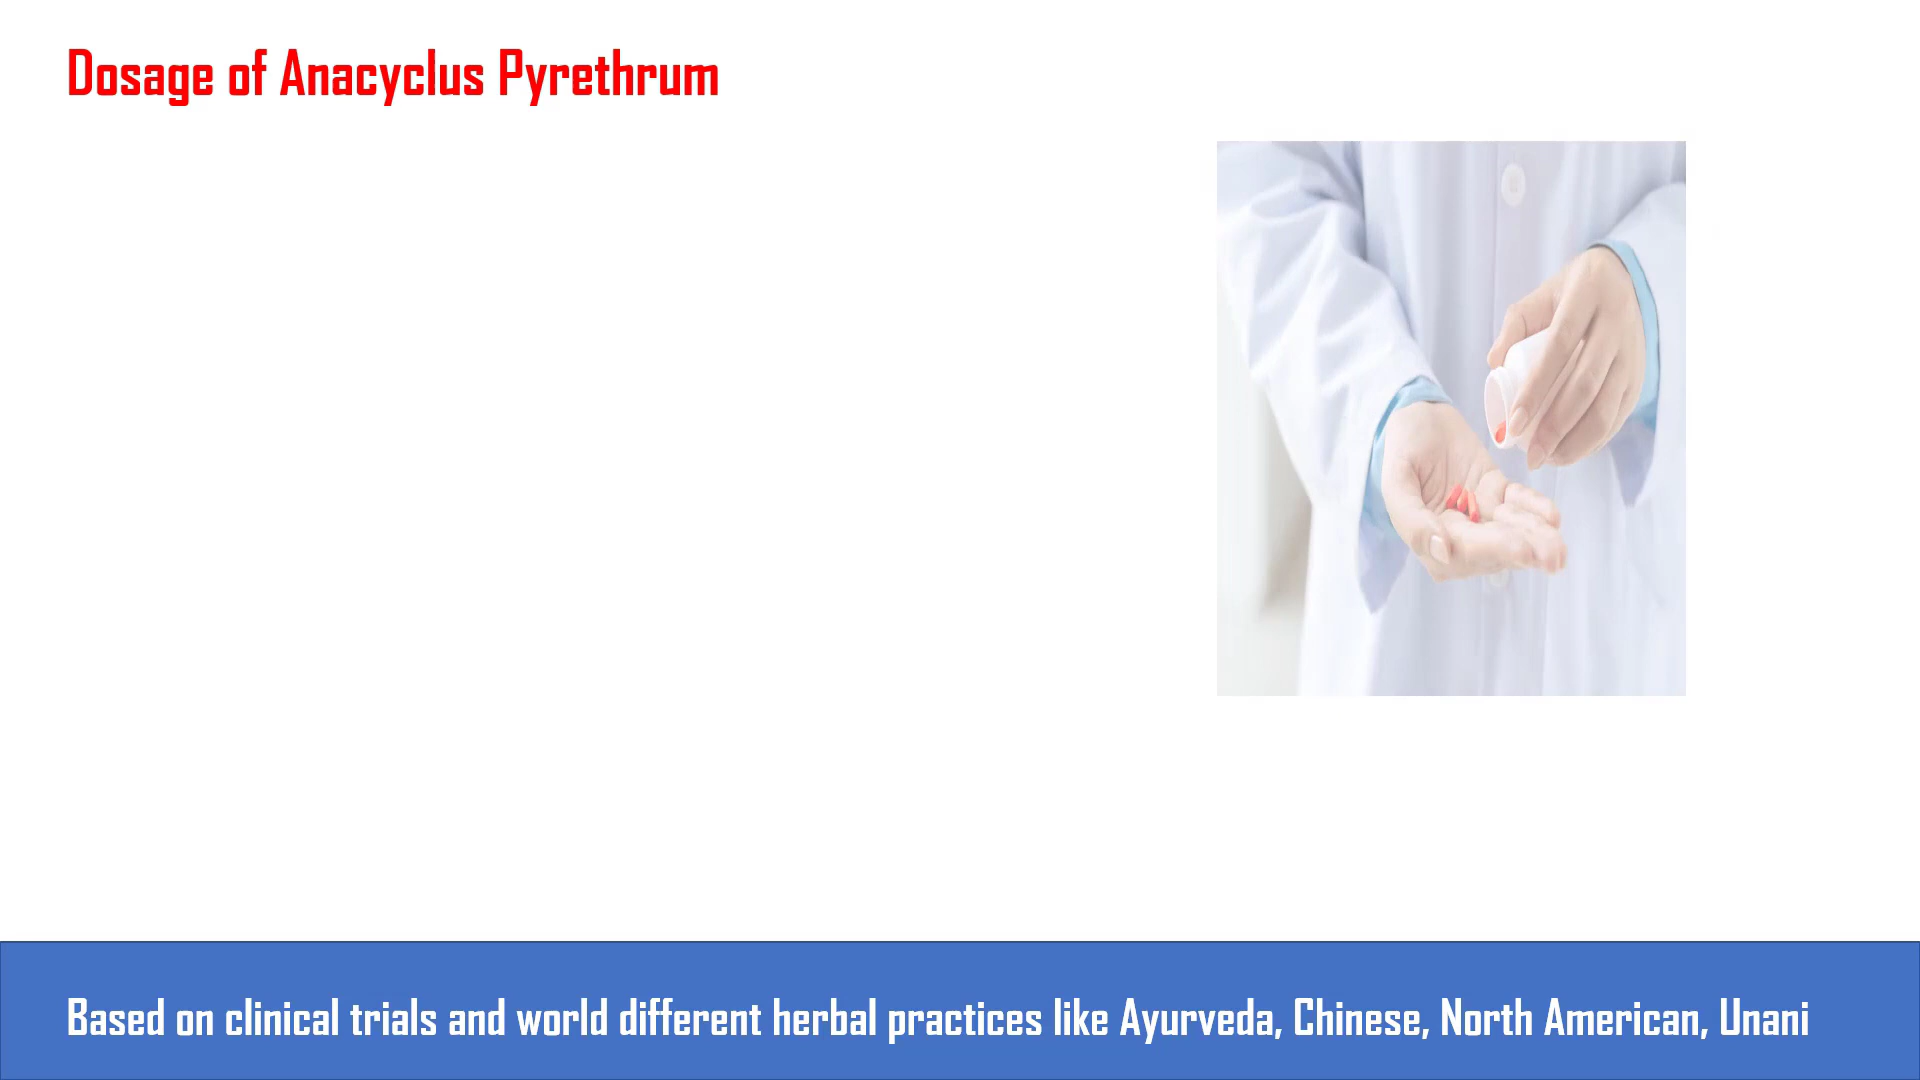 Dosage of Anacyclus Pyrethrum
Based on clinical trials and world different herbal practices like Ayurveda, Chinese, North American, Unani